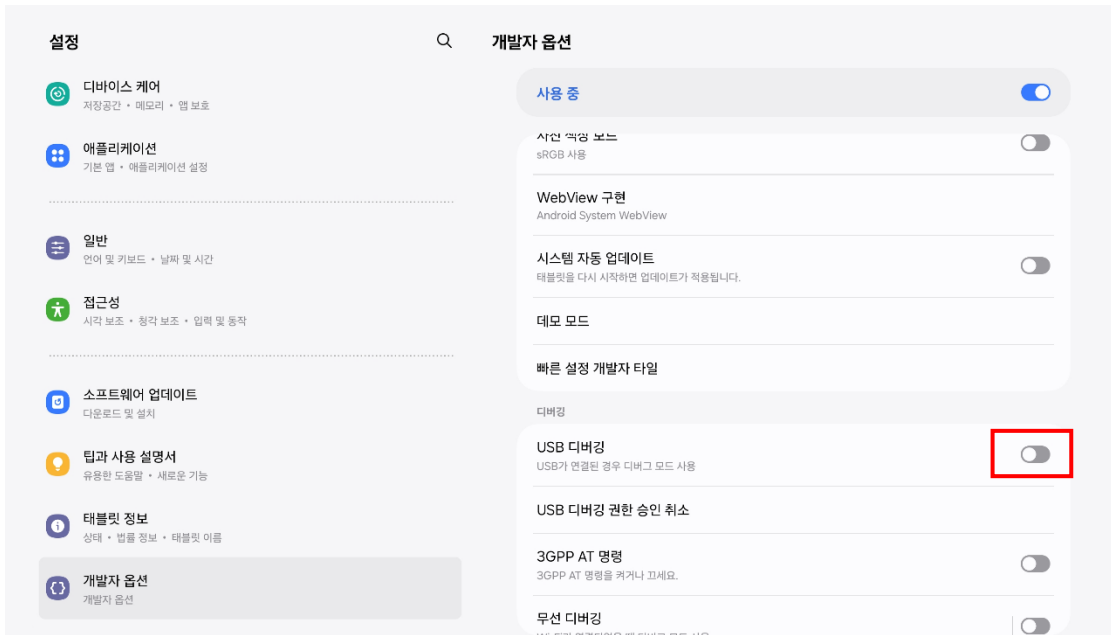 설정
디바이스 케어
저장공간 • 메모리 • 앱 보호
애플리케이션
기본 앱 • 애플리케이션 설정
일반
언어 및 키보드 • 날짜 및 시간
접근성
시각 보조 • 청각 보조 • 입력 및 동작
소프트웨어 업데이트
다운로드 및 설치
팁과 사용 설명서
유용한 도움말 • 새로운 기능
태블릿 정보
상태 • 법률 정보 • 태블릿 이름
개발자 옵션
개발자 옵션
개발자 옵션
사용 중
사진 색상 모드
sRGB 사용
WebView 구현
Android System WebView
시스템 자동 업데이트
태블릿을 다시 시작하면 업데이트가 적용됩니다.
데모 모드
빠른 설정 개발자 타일
디버깅
USB 디버깅
USB가 연결된 경우 디버그 모드 사용
USB 디버깅 권한 승인 취소
3GPP AT 명령
3GPP AT 명령을 켜거나 끄세요.
무선 디버깅